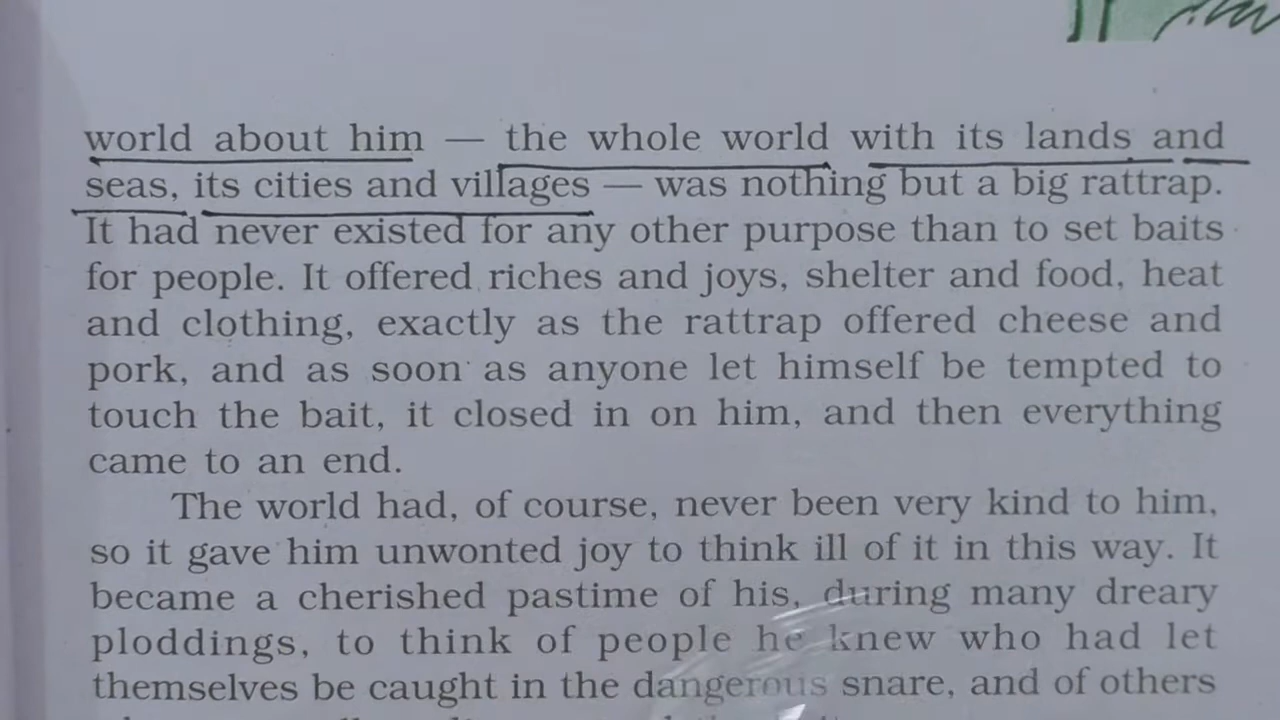 world about him — the whole world with its lands and
seas, its cities and villages — was nothing but a big rattrap.
It had never existed for any other purpose than to set baits
for people. It offered riches and joys, shelter and food, heat
and clothing, exactly as the rattrap offered cheese and
pork, and as soon as anyone let himself be tempted to
touch the bait, it closed in on him, and then everything
came to an end.
The world had, of course, never been very kind to him,
so it gave him unwonted joy to think ill of it in this way. It
became a cherished pastime of his, during many dreary
ploddings, to think of people he knew who had let
themselves be caught in the dangerous snare, and of others